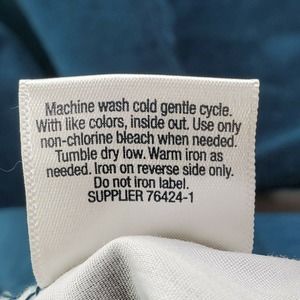 Machine wash cold gentle cycle.
With like colors, inside out. Use only
non-chlorine bleach when needed.
Tumble dry low. Warm iron as
needed. Iron on reverse side only.
Do not iron label.
SUPPLIER 76424-1